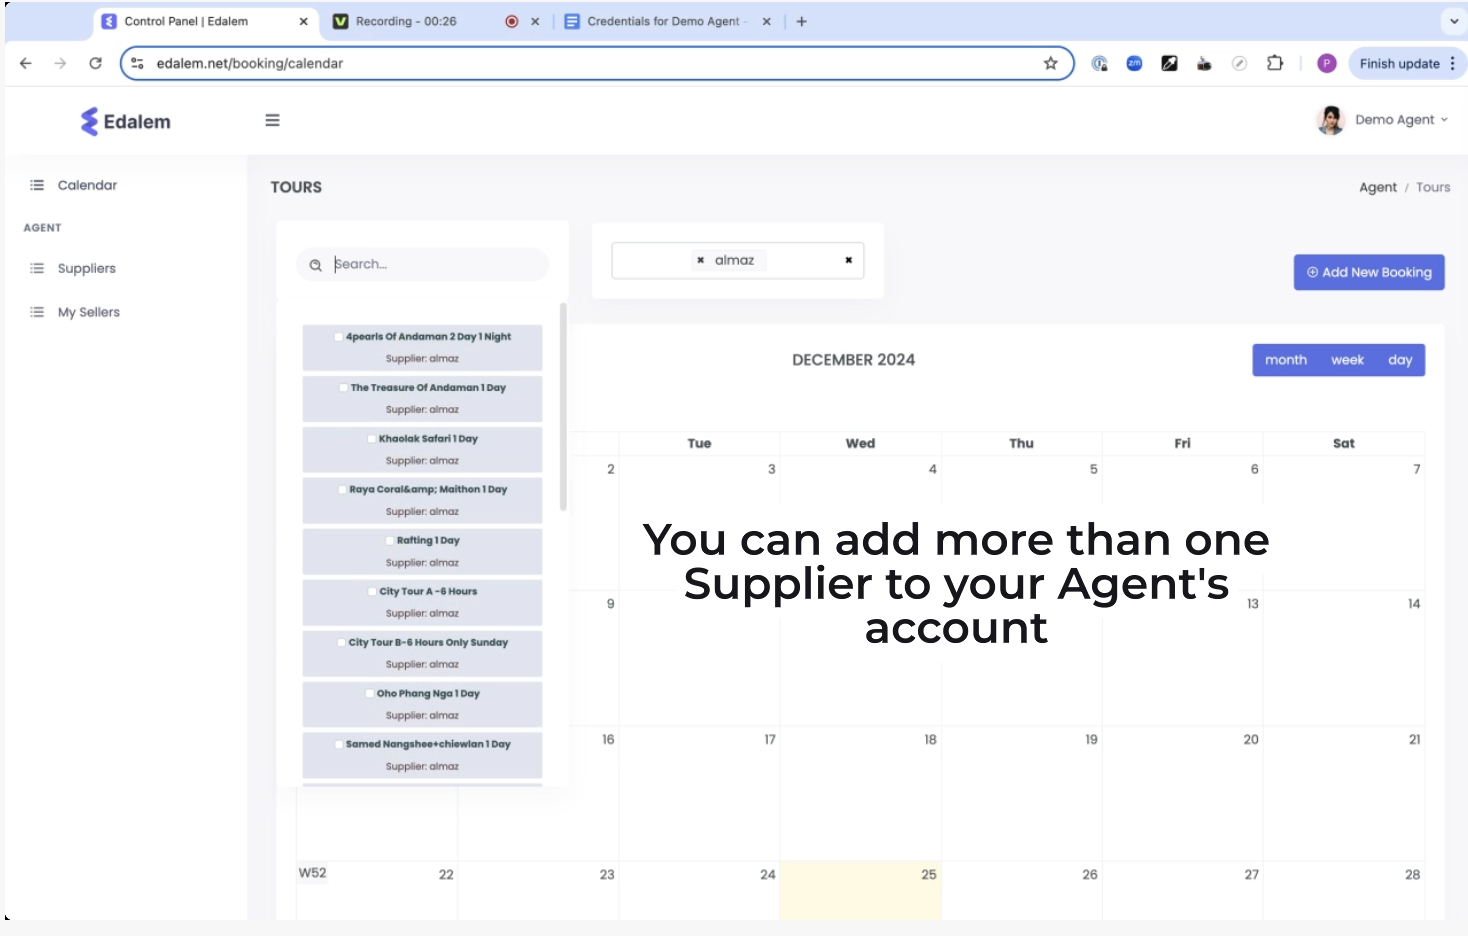 Control Panel | Edalem
Recording - 00:26
Credentials for Demo Agent -
edalem.net/booking/calendar
zm
P
Finish update
Edalem
Demo Agent
Calendar
AGENT
Suppliers
My Sellers
TOURS
Agent / Tours
Search...
almaz
Add New Booking
4pearls Of Andaman 2 Day 1 Night
Supplier: almaz
The Treasure Of Andaman 1 Day
Supplier: almaz
Khaolak Safari 1 Day
Supplier: almaz
Raya Coral&amp; Maithon 1 Day
Supplier: almaz
Rafting 1 Day
Supplier: almaz
City Tour A -6 Hours
Supplier: almaz
City Tour B-6 Hours Only Sunday
Supplier: almaz
Oho Phang Nga 1 Day
Supplier: almaz
Samed Nangshee+chiewlan 1 Day
Supplier: almaz
DECEMBER 2024
month week day
Tue Wed Thu Fri Sat
2 3 4 5 6 7
You can add more than one
Supplier to your Agent's
account
9 13 14
16 17 18 19 20 21
W52 22 23 24 25 26 27 28